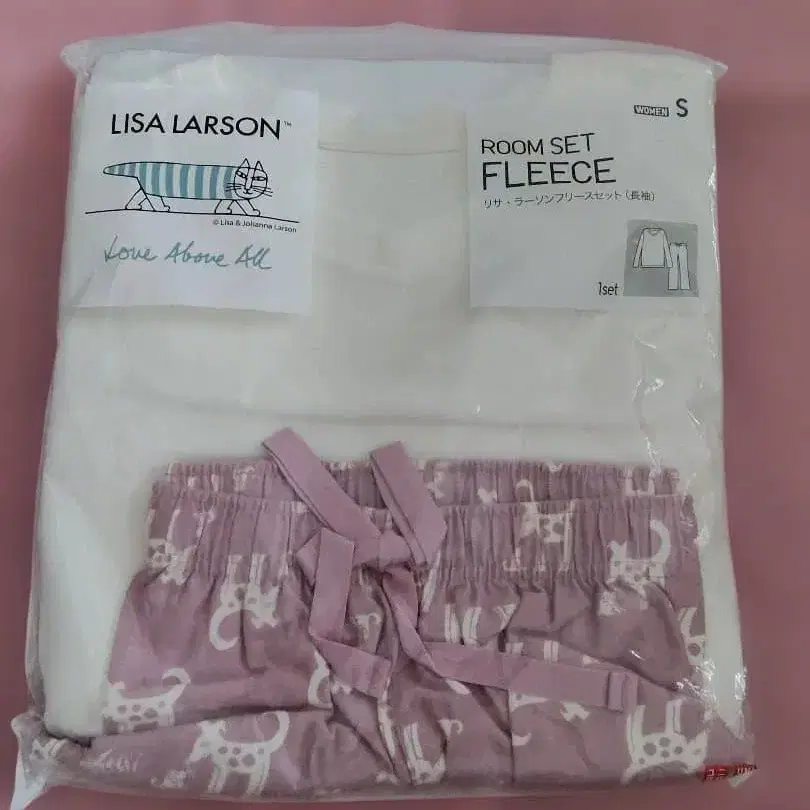 LISA LARSON™
© Lisa & Johanna Larson
Love Above All
WOMEN S
ROOM SET
FLEECE
リサ・ラーソンフリースセット（長袖）
1set